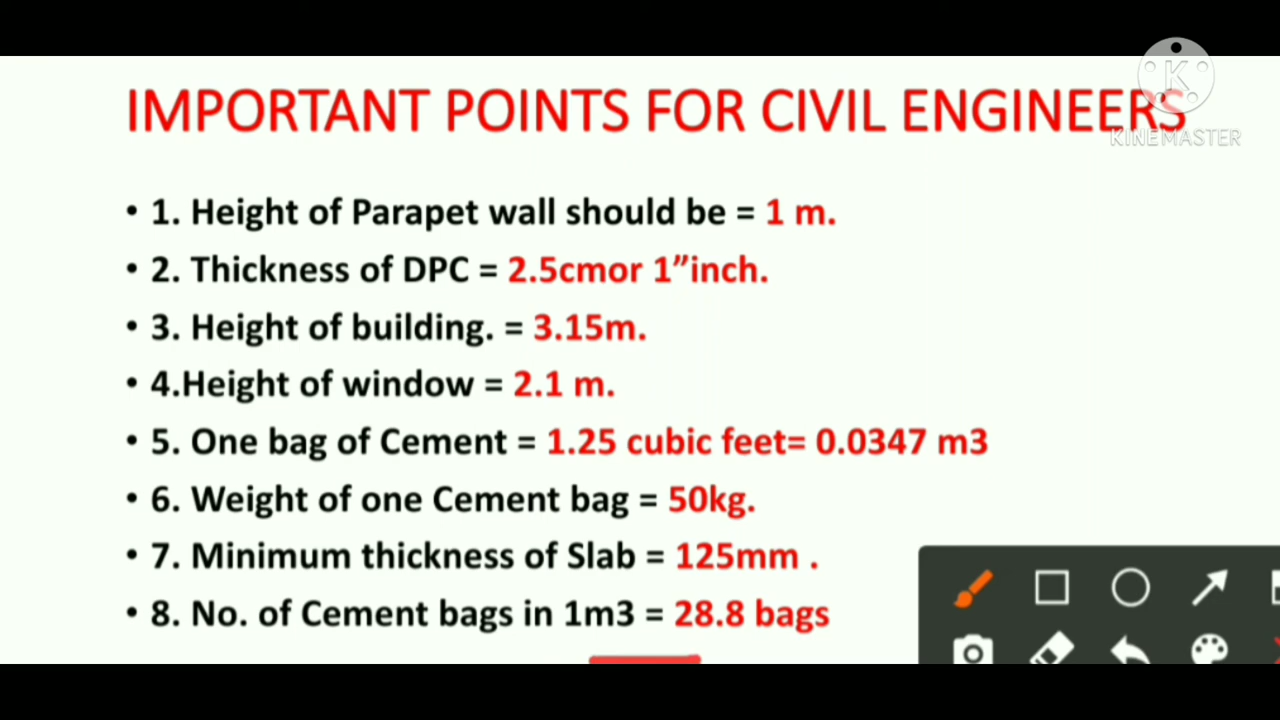 IMPORTANT POINTS FOR CIVIL ENGINEERS
KINEMASTER
• 1. Height of Parapet wall should be = 1 m.
• 2. Thickness of DPC = 2.5cmor 1”inch.
• 3. Height of building. = 3.15m.
• 4.Height of window = 2.1 m.
• 5. One bag of Cement = 1.25 cubic feet= 0.0347 m3
• 6. Weight of one Cement bag = 50kg.
• 7. Minimum thickness of Slab = 125mm .
• 8. No. of Cement bags in 1m3 = 28.8 bags